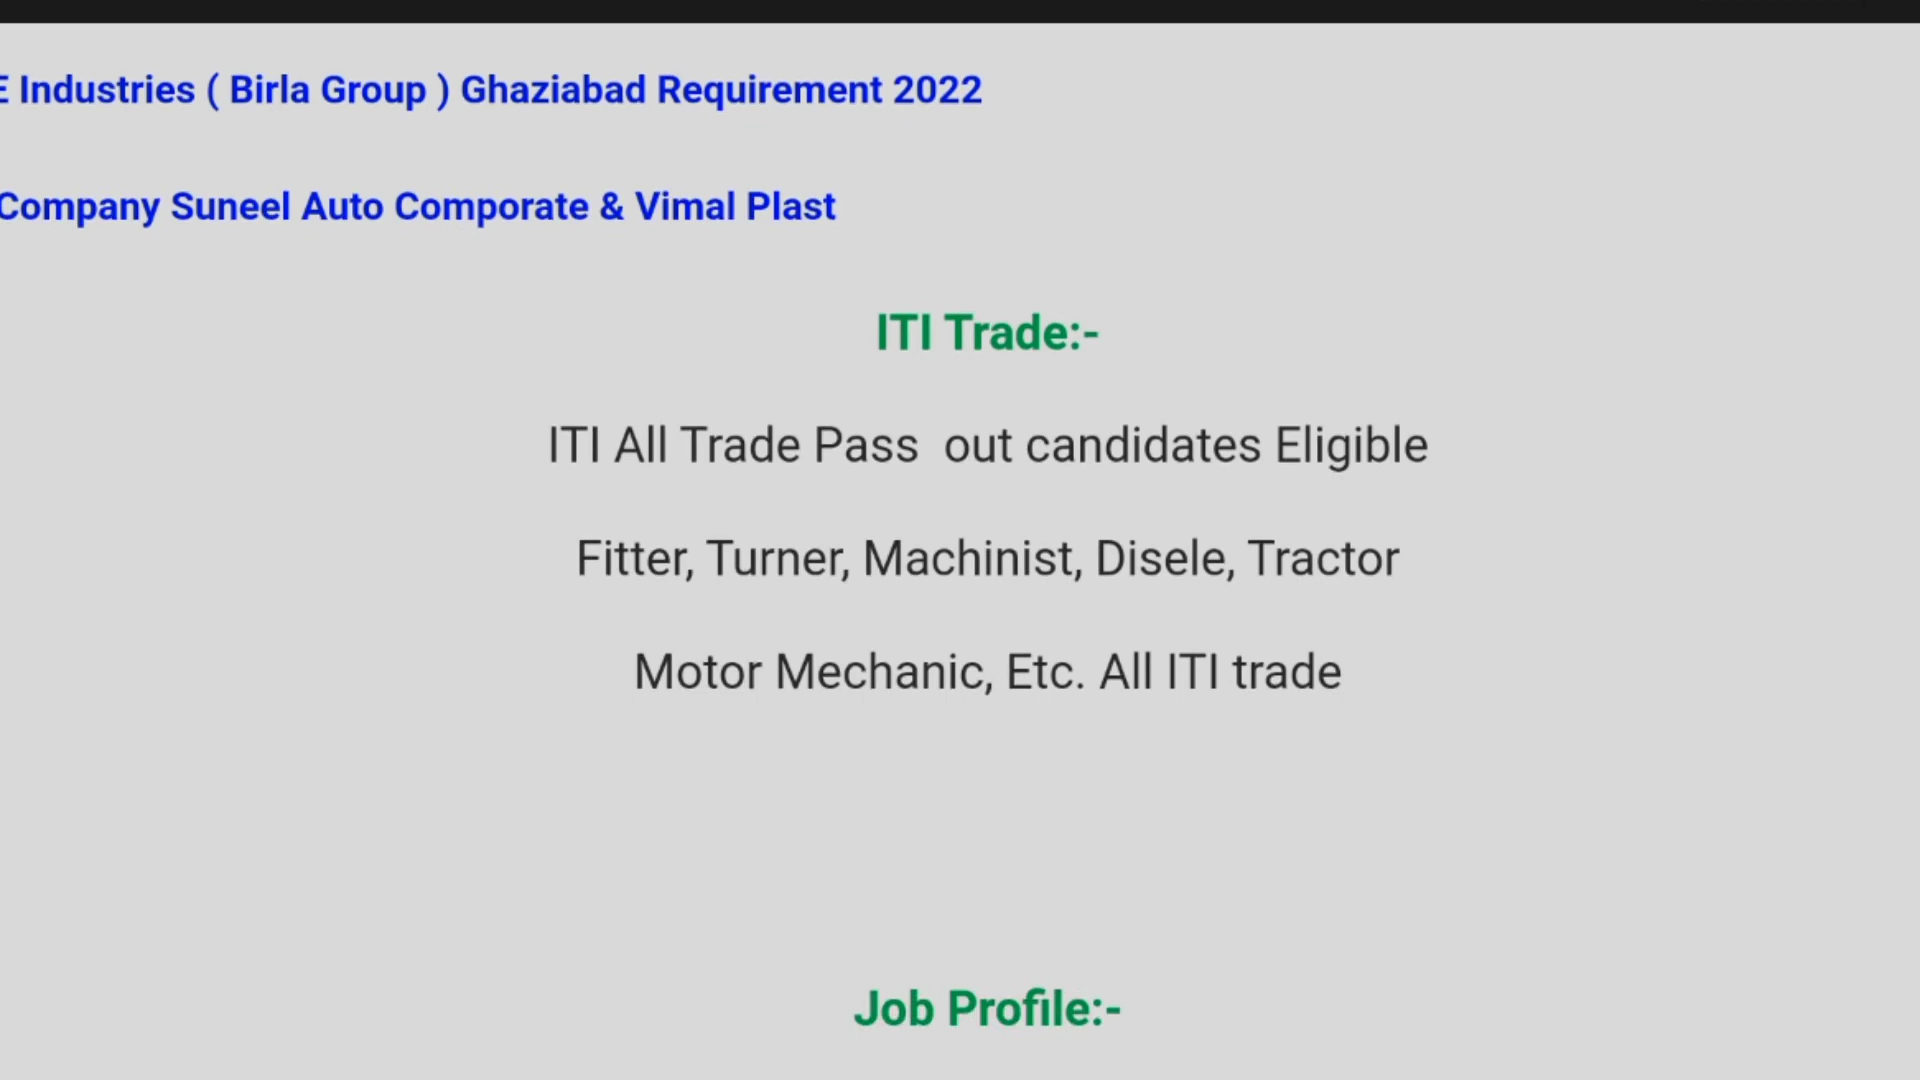 Industries ( Birla Group ) Ghaziabad Requirement 2022
Company Suneel Auto Comporate & Vimal Plast
ITI Trade:-
ITI All Trade Pass out candidates Eligible
Fitter, Turner, Machinist, Disele, Tractor
Motor Mechanic, Etc. All ITI trade
Job Profile:-